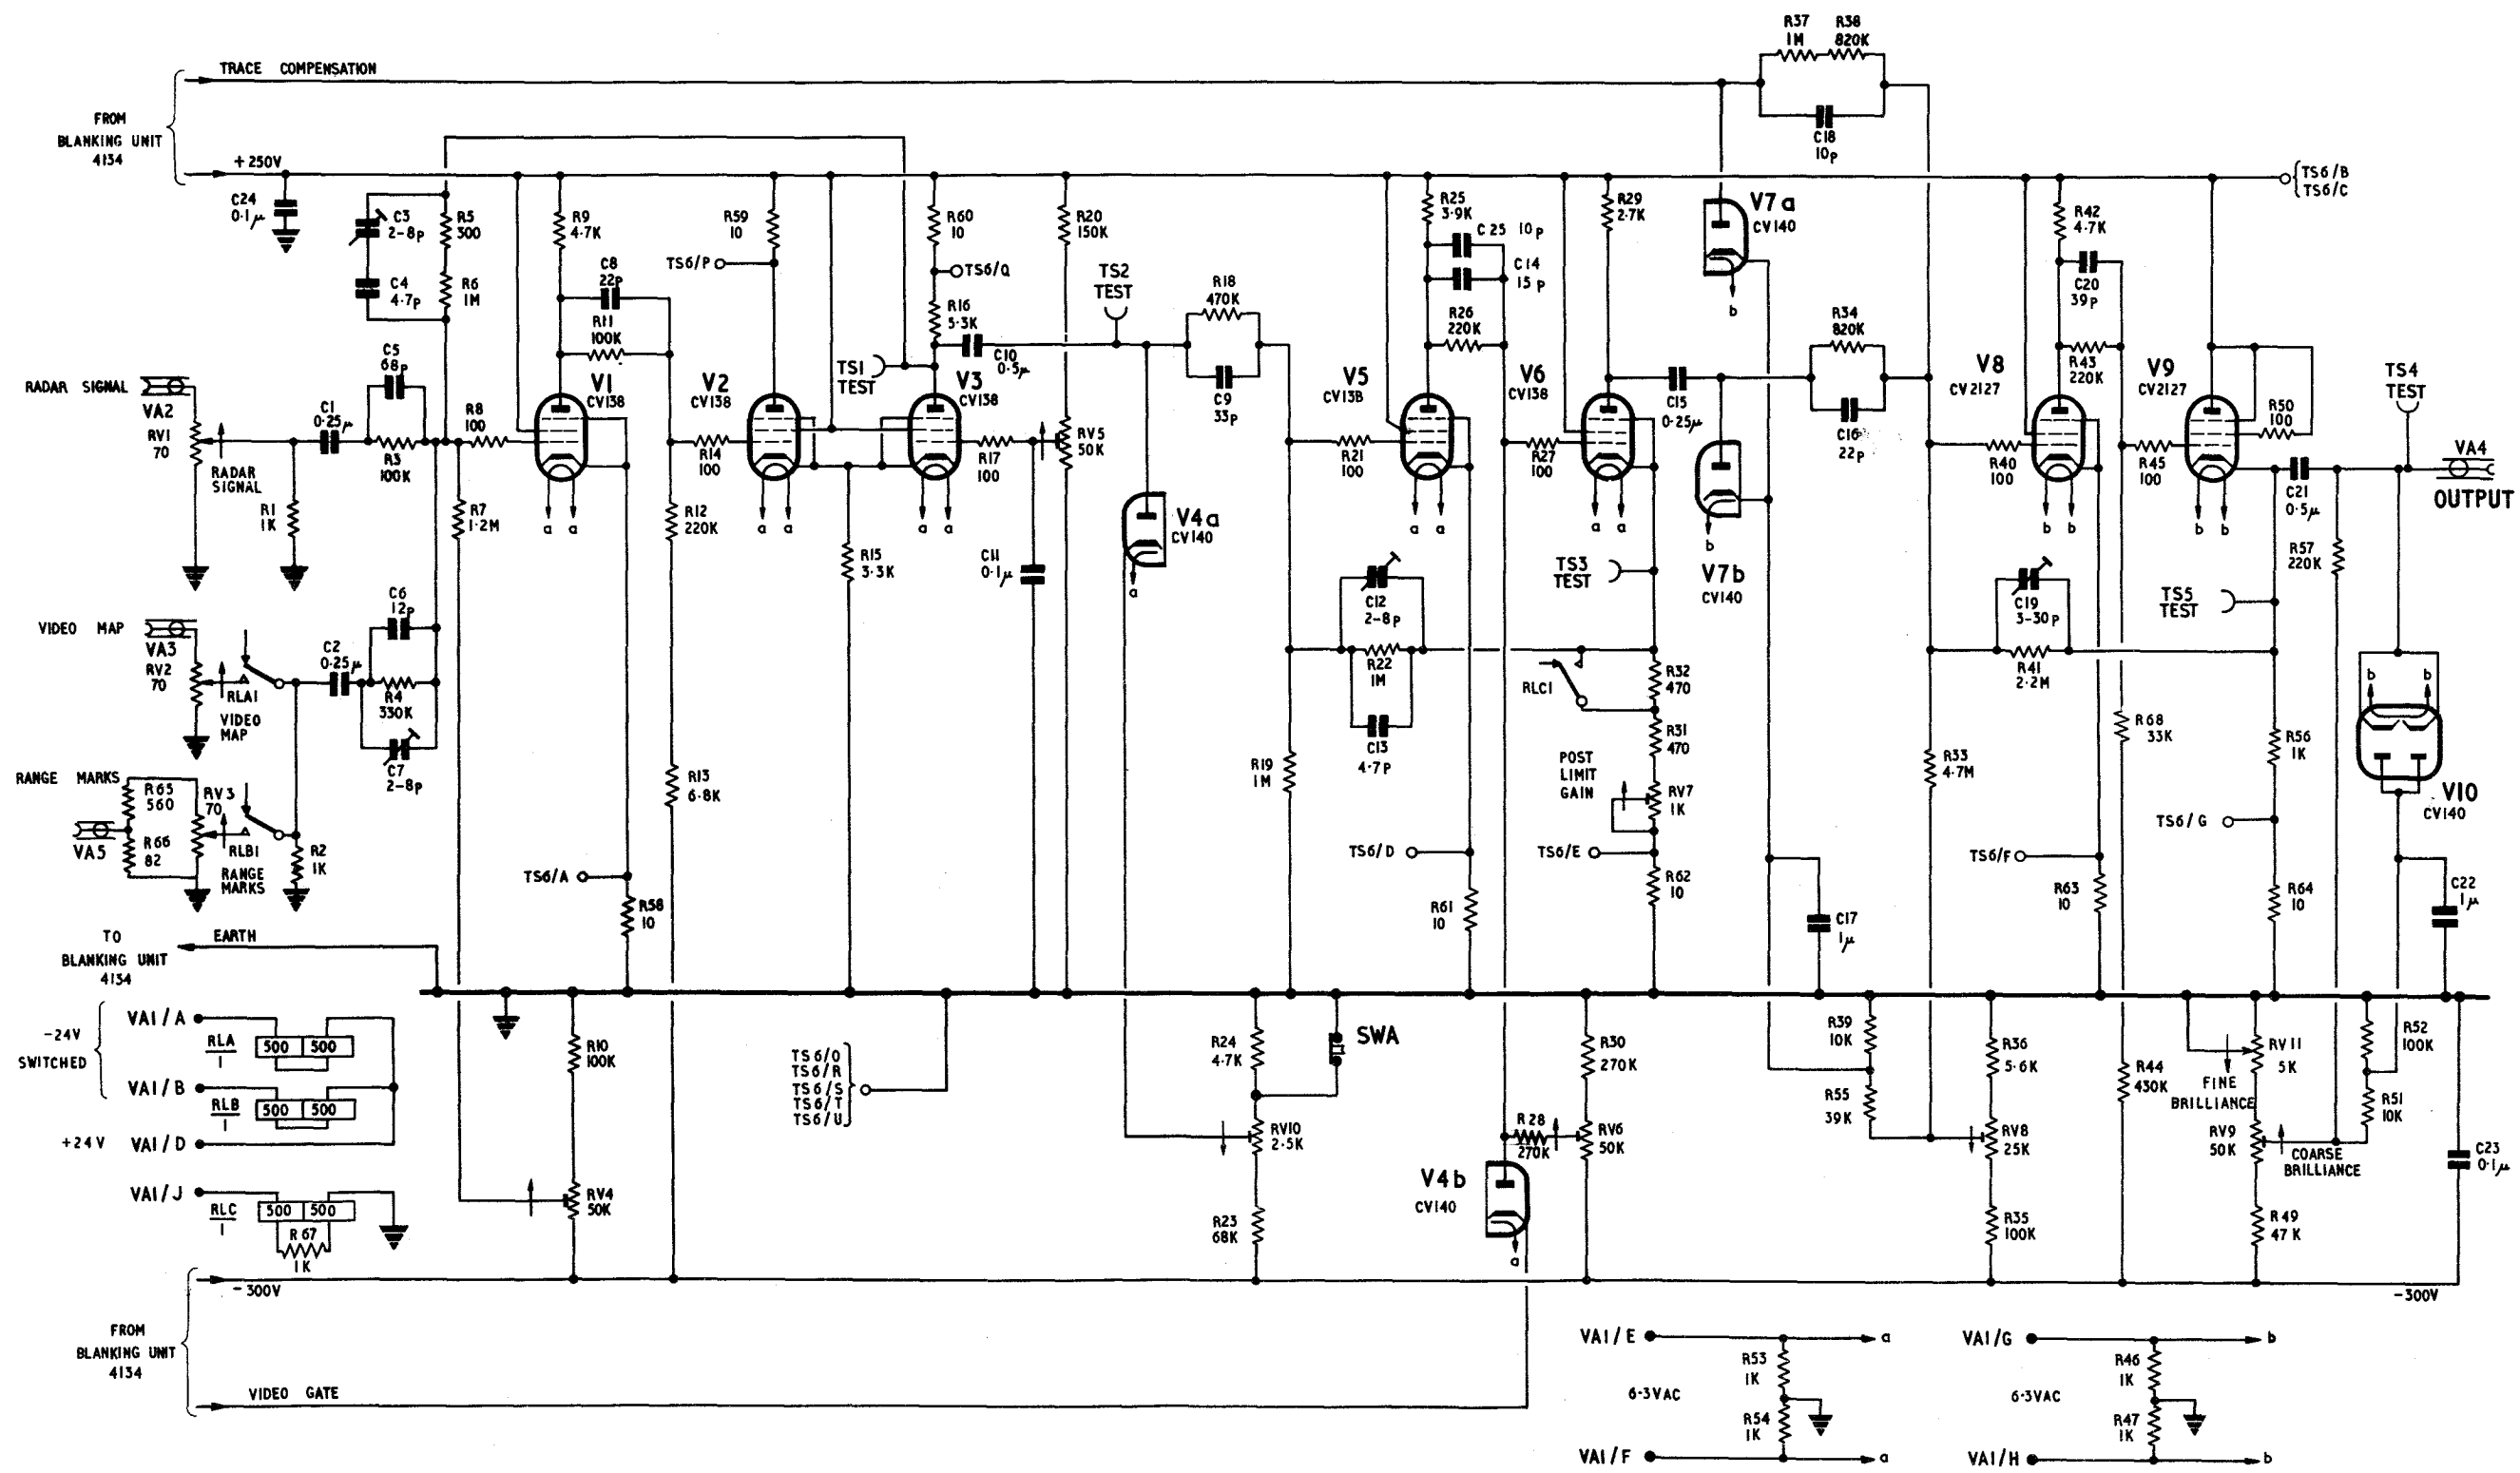 TRACE COMPENSATION
FROM
BLANKING UNIT
4134
+250V
C24
0·1μ
C3
2-8p
C4
4·7p
R5
300
R6
1M
R9
4·7K
C8
22p
R11
100K
R59
10
TS6/P
R60
10
TS6/Q
R16
5·3K
C10
0·5μ
TS1
TEST
R20
150K
TS2
TEST
R18
470K
C9
33p
R25
3·9K
C25 10p
C14
15p
R26
220K
R29
2·7K
R37
1M
R38
820K
C18
10p
V7a
CV140
b
R34
820K
C16
22p
C15
0·25μ
R42
4·7K
C20
39p
R43
220K
TS6/B
TS6/C
RADAR SIGNAL
VA2
RV1
70
RADAR
SIGNAL
R1
1K
C1
0·25μ
C5
68p
R3
100K
R8
100
R7
1·2M
V1
CV138
a a
V2
CV138
a a
R14
100
R12
220K
R15
3·3K
V3
CV138
a a
R17
100
RV5
50K
C11
0·1μ
V4a
CV140
a
V5
CV138
R21
100
a a
V6
CV138
R27
100
a a
V7b
CV140
b
V8
CV2127
R40
100
b b
V9
CV2127
R45
100
R50
100
b b
TS4
TEST
VA4
OUTPUT
C21
0·5μ
R57
220K
TS5
TEST
TS3
TEST
VIDEO MAP
VA3
RV2
70
RLA1
VIDEO
MAP
C2
0·25μ
C6
12p
R4
330K
C7
2-8p
RANGE MARKS
R65
560
R66
82
VA5
RV3
70
RLB1
RANGE
MARKS
R2
1K
R13
6·8K
TS6/A
R58
10
R19
1M
C12
2-8p
R22
1M
C13
4·7P
RLC1
R32
470
R31
470
POST
LIMIT
GAIN
RV7
1K
TS6/D
R61
10
TS6/E
R62
10
C17
1μ
C19
3-30p
R41
2·2M
R33
4·7M
R68
33K
TS6/F
R63
10
R56
1K
TS6/G
R64
10
b b
V10
CV140
C22
1μ
TO
BLANKING UNIT
4134
EARTH
-24V
SWITCHED
VA1/A
RLA
1
500 500
VA1/B
RLB
1
500 500
+24V VA1/D
VA1/J
RLC
1
500 500
R67
1K
R10
100K
RV4
50K
TS6/O
TS6/R
TS6/S
TS6/T
TS6/U
R24
4·7K
SWA
RV10
2·5K
R23
68K
R30
270K
R28
270K
RV6
50K
V4b
CV140
a
R39
10K
R55
39K
R36
5·6K
RV8
25K
R35
100K
R44
430K
RV11
5K
FINE
BRILLIANCE
RV9
50K
COARSE
BRILLIANCE
R49
47K
R52
100K
R51
10K
C23
0·1μ
-300V
-300V
FROM
BLANKING UNIT
4134
VIDEO GATE
VA1/E
a
R53
1K
6·3VAC
R54
1K
VA1/F
a
VA1/G
b
R46
1K
6·3VAC
R47
1K
VA1/H
b